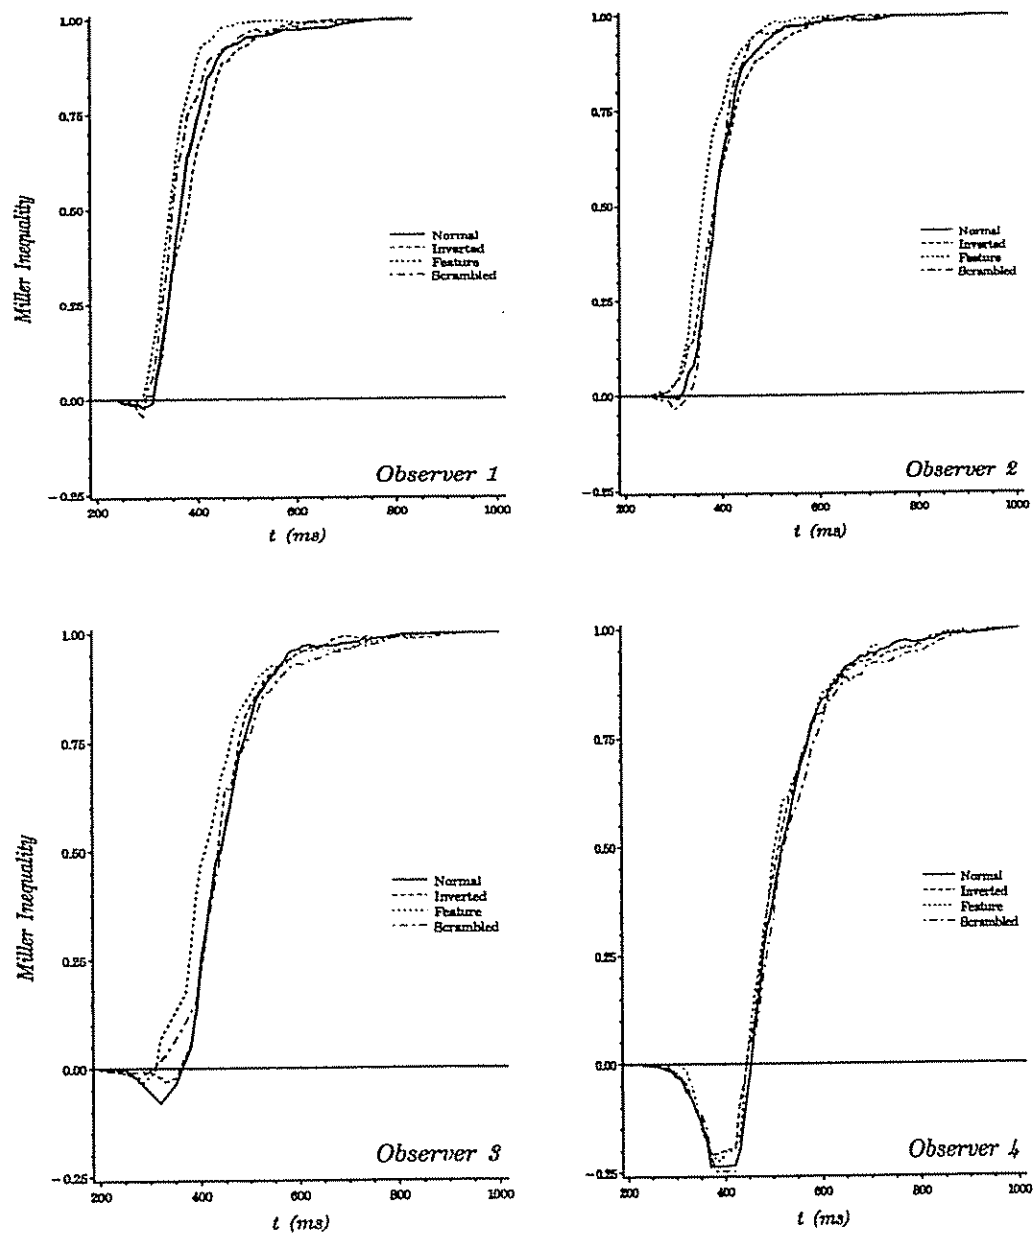 1.00
0.75
0.50
0.25
0.00
-0.25
Miller Inequality
Normal
Inverted
Feature
Scrambled
Observer 1
200 400 600 800 1000
t (ms)
1.00
0.75
0.50
0.25
0.00
-0.25
Normal
Inverted
Feature
Scrambled
Observer 2
200 400 600 800 1000
t (ms)
1.00
0.75
0.50
0.25
0.00
-0.25
Miller Inequality
Normal
Inverted
Feature
Scrambled
Observer 3
200 400 600 800 1000
t (ms)
1.00
0.75
0.50
0.25
0.00
-0.25
Normal
Inverted
Feature
Scrambled
Observer 4
200 400 600 800 1000
t (ms)